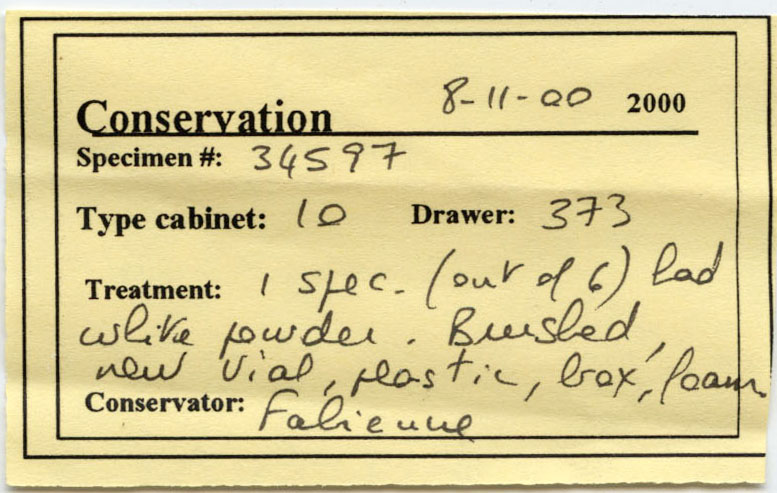 8-11-00 2000
Conservation
Specimen #: 34597
Type cabinet: 10 Drawer: 373
Treatment: 1 spec. (out of 6) had
white powder. Brushed,
new vial, plastic, box, foam.
Conservator: Fabienne